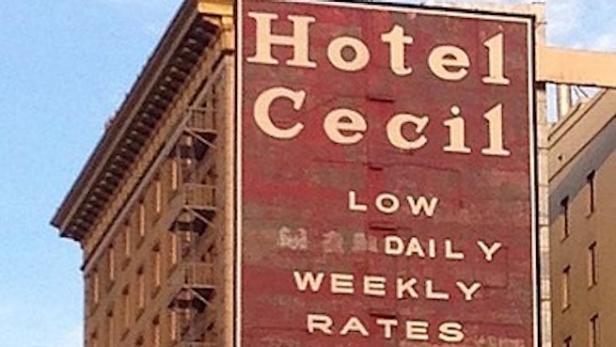 Hotel
Cecil
LOW
DAILY
WEEKLY
RATES